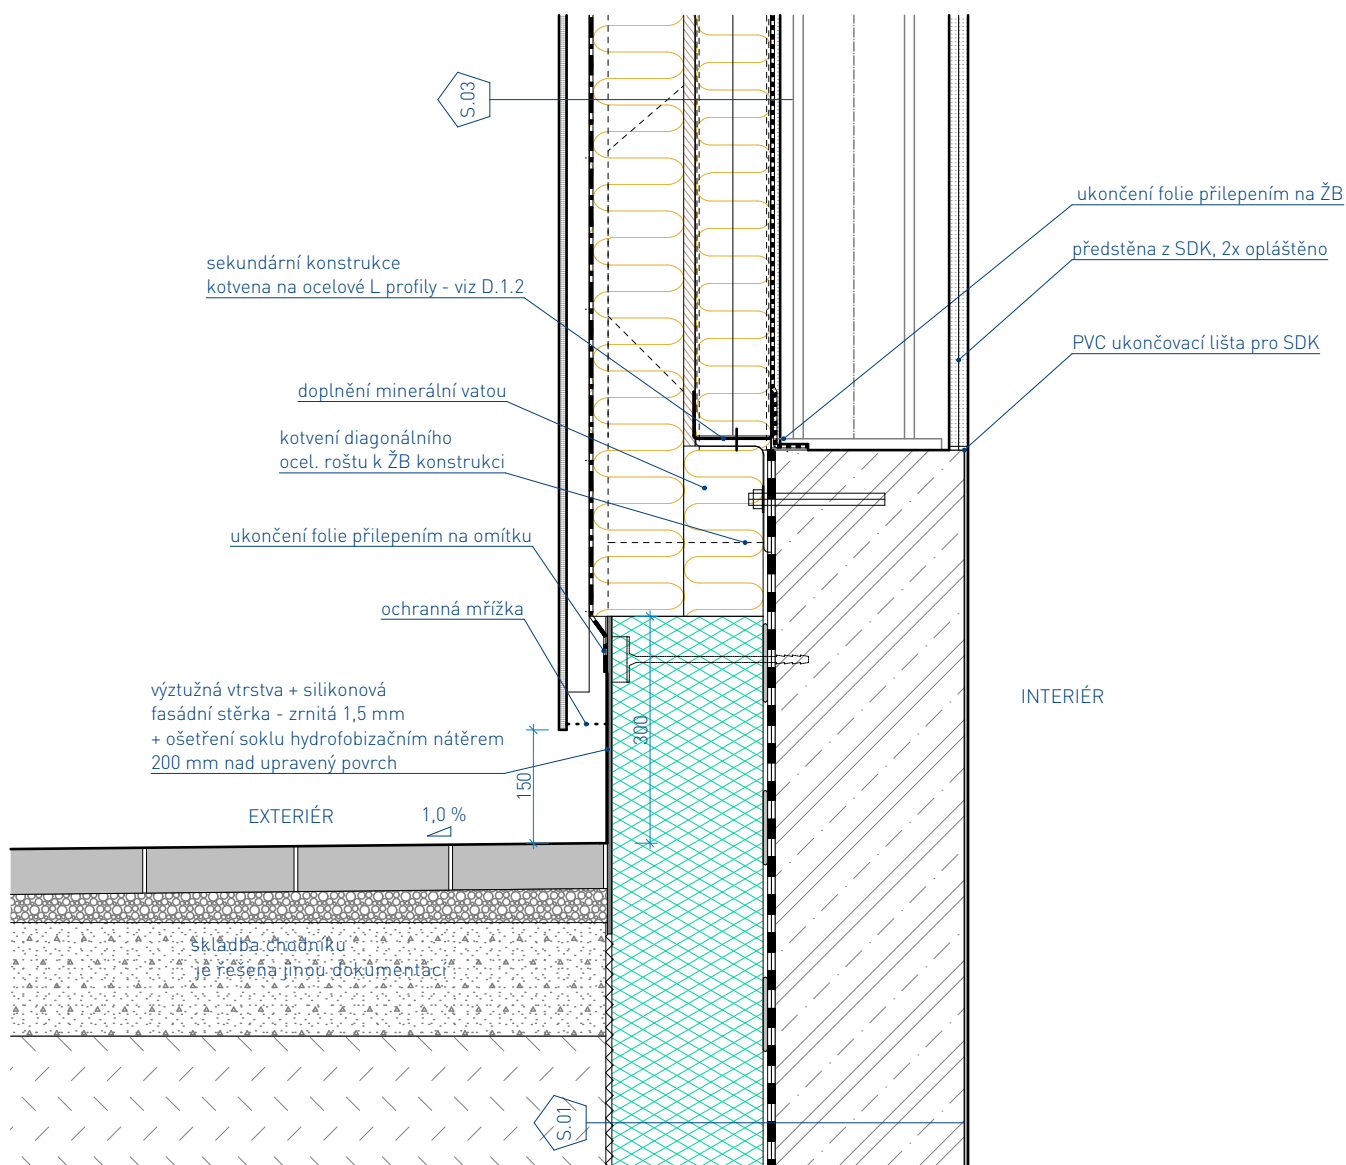 S.03
ukončení folie přilepením na ŽB
předstěna z SDK, 2x opláštěno
sekundární konstrukce
kotvena na ocelové L profily - viz D.1.2
PVC ukončovací lišta pro SDK
doplnění minerální vatou
kotvení diagonálního
ocel. roštu k ŽB konstrukci
ukončení folie přilepením na omítku
ochranná mřížka
výztužná vtrstva + silikonová
fasádní stěrka - zrnitá 1,5 mm
+ ošetření soklu hydrofobizačním nátěrem
200 mm nad upravený povrch
INTERIÉR
300
150
EXTERIÉR
1,0 %
skladba chodníku
je řešena jinou dokumentací
S.01